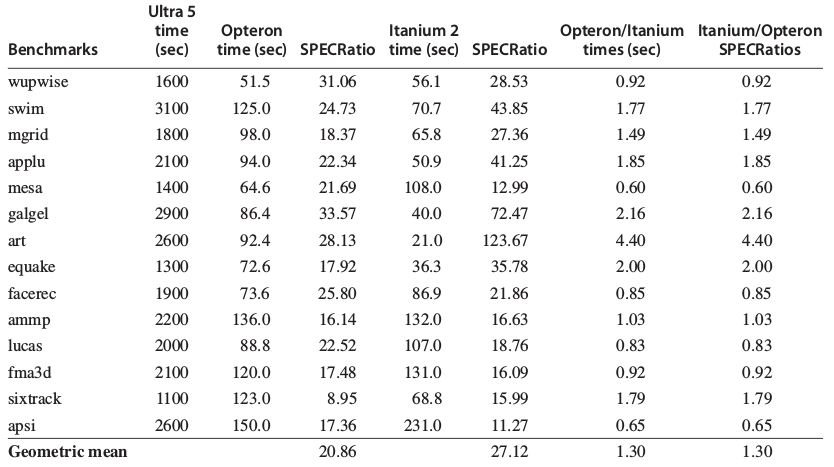 Ultra 5
time Opteron Itanium 2 Opteron/Itanium Itanium/Opteron
Benchmarks (sec) time (sec) SPECRatio time (sec) SPECRatio times (sec) SPECRatios
wupwise 1600 51.5 31.06 56.1 28.53 0.92 0.92
swim 3100 125.0 24.73 70.7 43.85 1.77 1.77
mgrid 1800 98.0 18.37 65.8 27.36 1.49 1.49
applu 2100 94.0 22.34 50.9 41.25 1.85 1.85
mesa 1400 64.6 21.69 108.0 12.99 0.60 0.60
galgel 2900 86.4 33.57 40.0 72.47 2.16 2.16
art 2600 92.4 28.13 21.0 123.67 4.40 4.40
equake 1300 72.6 17.92 36.3 35.78 2.00 2.00
facerec 1900 73.6 25.80 86.9 21.86 0.85 0.85
ammp 2200 136.0 16.14 132.0 16.63 1.03 1.03
lucas 2000 88.8 22.52 107.0 18.76 0.83 0.83
fma3d 2100 120.0 17.48 131.0 16.09 0.92 0.92
sixtrack 1100 123.0 8.95 68.8 15.99 1.79 1.79
apsi 2600 150.0 17.36 231.0 11.27 0.65 0.65
Geometric mean 20.86 27.12 1.30 1.30